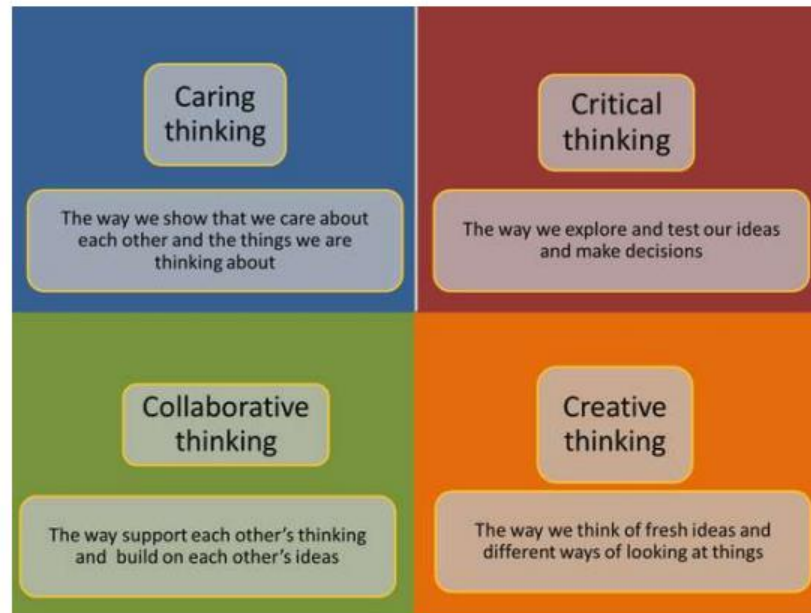 Caring
thinking
The way we show that we care about
each other and the things we are
thinking about
Critical
thinking
The way we explore and test our ideas
and make decisions
Collaborative
thinking
The way support each other's thinking
and  build on each other's ideas
Creative
thinking
The way we think of fresh ideas and
different ways of looking at things